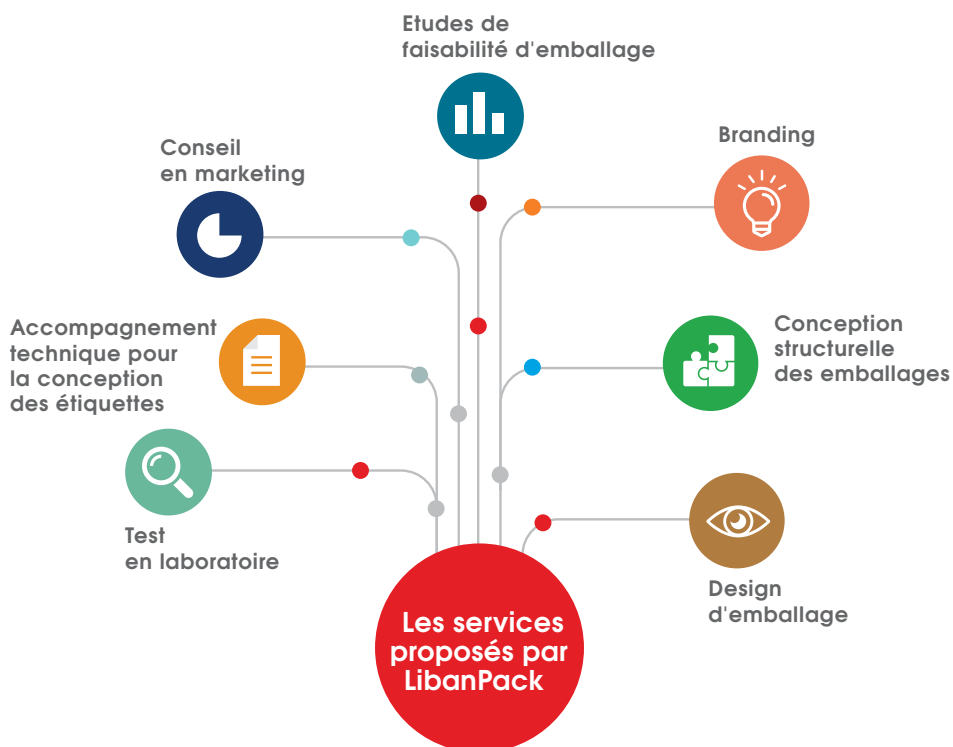 Etudes de
faisabilité d'emballage
Branding
Conseil
en marketing
Accompagnement
technique pour
la conception
des étiquettes
Conception
structurelle
des emballages
Test
en laboratoire
Design
d'emballage
Les services
proposés par
LibanPack